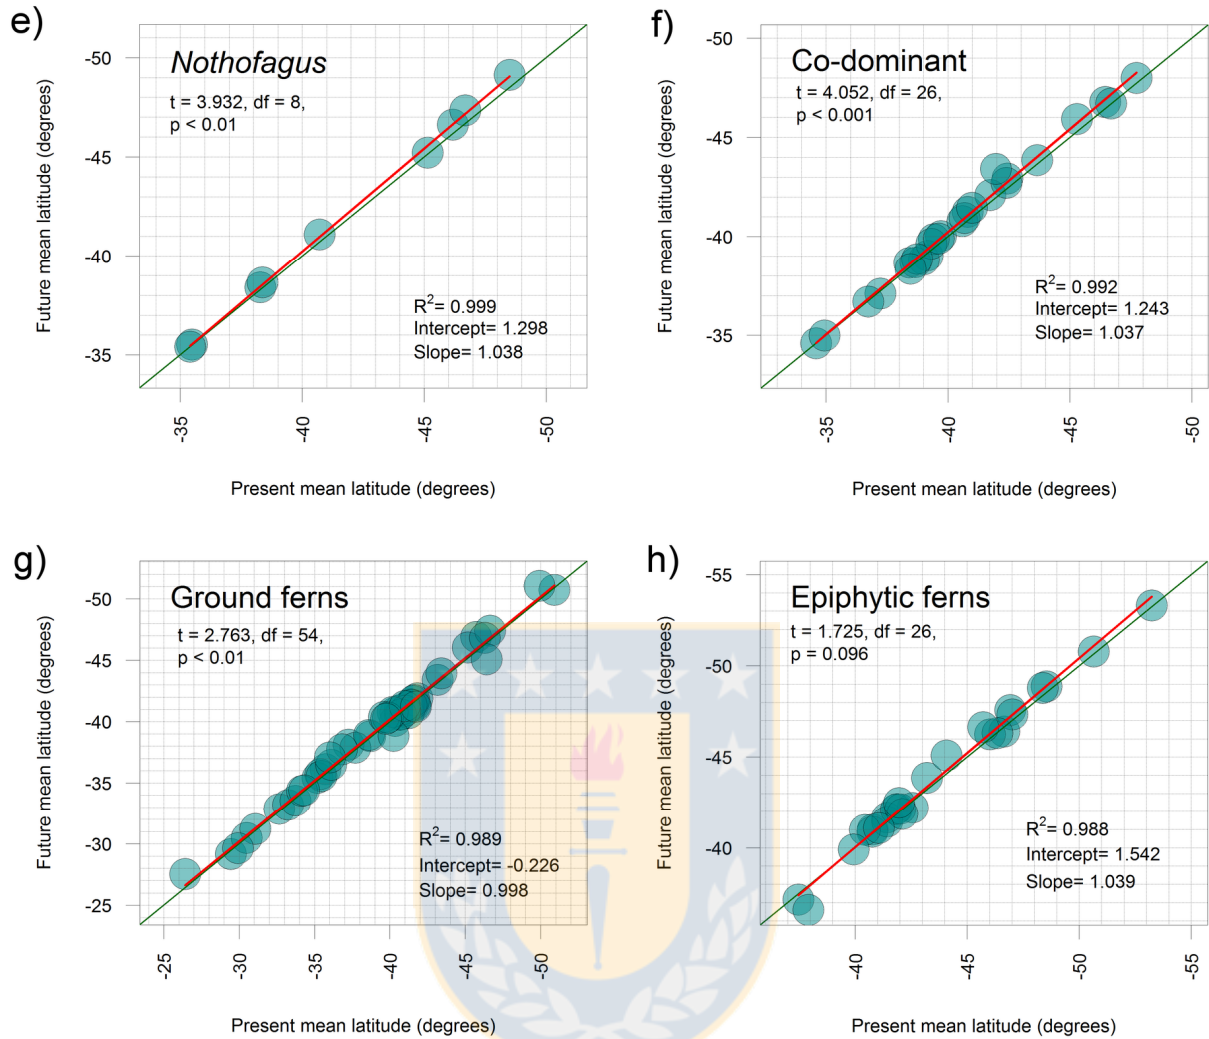 e)
Nothofagus
t = 3.932, df = 8,
p < 0.01
R²= 0.999
Intercept= 1.298
Slope= 1.038
Future mean latitude (degrees)
-50
-45
-40
-35
-35
-40
-45
-50
Present mean latitude (degrees)
f)
Co-dominant
t = 4.052, df = 26,
p < 0.001
R²= 0.992
Intercept= 1.243
Slope= 1.037
Future mean latitude (degrees)
-50
-45
-40
-35
-35
-40
-45
-50
Present mean latitude (degrees)
g)
Ground ferns
t = 2.763, df = 54,
p < 0.01
R²= 0.989
Intercept= -0.226
Slope= 0.998
Future mean latitude (degrees)
-50
-45
-40
-35
-30
-25
-25
-30
-35
-40
-45
-50
Present mean latitude (degrees)
h)
Epiphytic ferns
t = 1.725, df = 26,
p = 0.096
R²= 0.988
Intercept= 1.542
Slope= 1.039
Future mean latitude (degrees)
-55
-50
-45
-40
-40
-45
-50
-55
Present mean latitude (degrees)